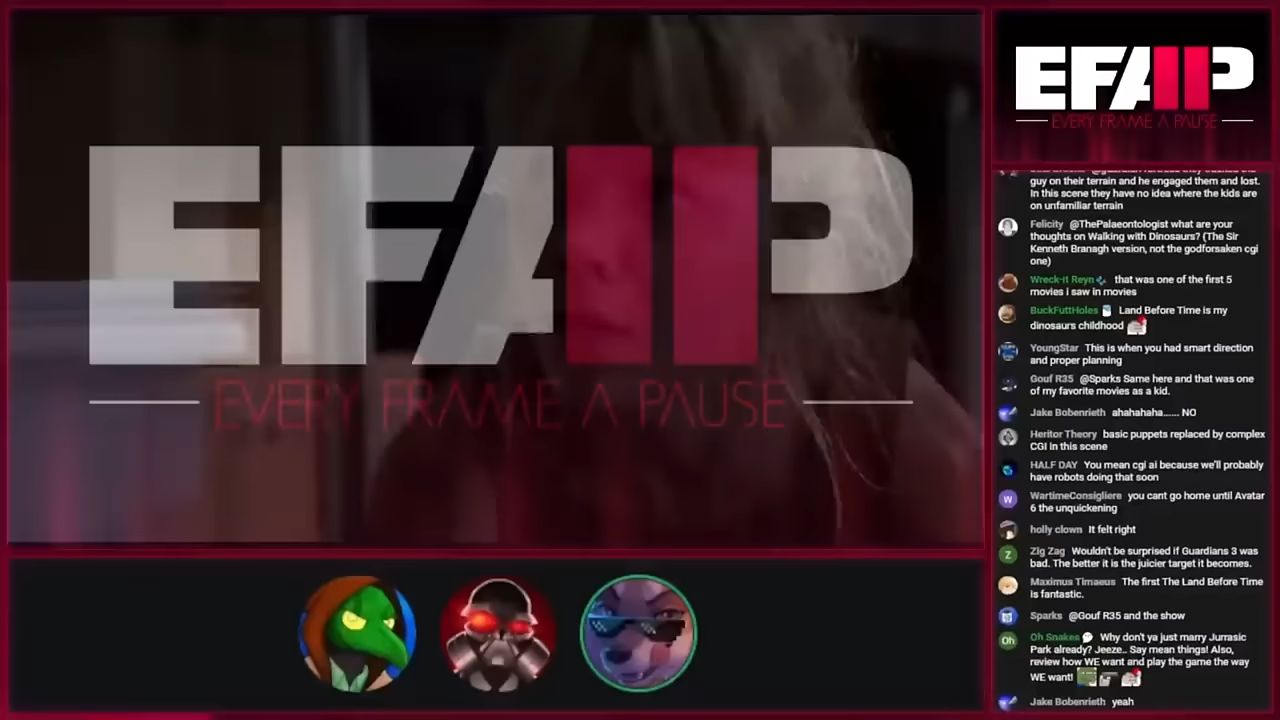 EFAP
EVERY FRAME A PAUSE
EFAP
EVERY FRAME A PAUSE
guy on their terrain and he engaged them and lost.
In this scene they have no idea where the kids are
on unfamiliar terrain
Felicity @ThePalaeontologist what are your
thoughts on Walking with Dinosaurs? (The Sir
Kenneth Branagh version, not the godforsaken cgi
one)
Wreck-It Reyn that was one of the first 5
movies i saw in movies
BuckFuttHoles Land Before Time is my
dinosaurs childhood
YoungStar This is when you had smart direction
and proper planning
Gouf R35 @Sparks Same here and that was one
of my favorite movies as a kid.
Jake Bobenrieth ahahahaha...... NO
Heritor Theory basic puppets replaced by complex
CGI in this scene
HALF DAY You mean cgi ai because we'll probably
have robots doing that soon
W WartimeConsigliere you cant go home until Avatar
6 the unquickening
holly clown It felt right
Z Zig Zag Wouldn't be surprised if Guardians 3 was
bad. The better it is the juicier target it becomes.
Maximus Timaeus The first The Land Before Time
is fantastic.
Sparks @Gouf R35 and the show
Oh Oh Snakes Why don't ya just marry Jurrasic
Park already? Jeeze.. Say mean things! Also,
review how WE want and play the game the way
WE want!
Jake Bobenrieth yeah